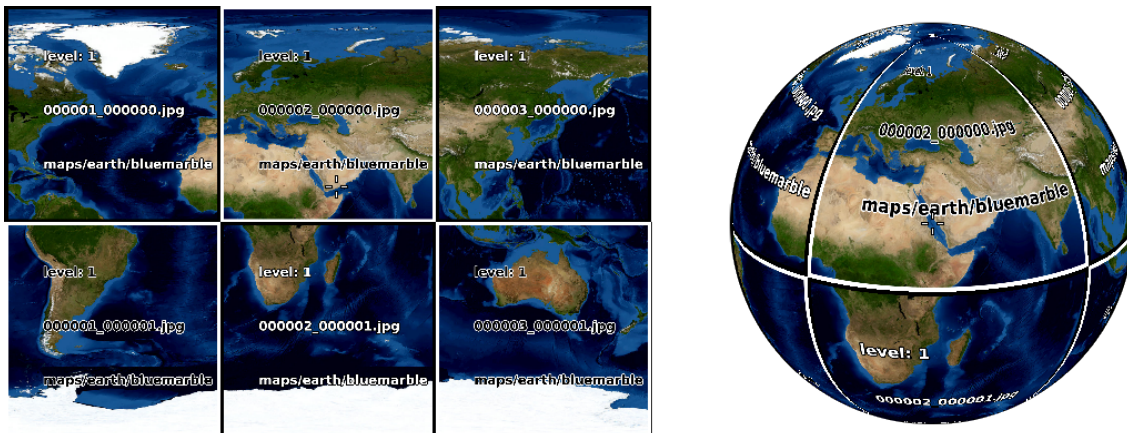 level: 1
000001_000000.jpg
maps/earth/bluemarble
level: 1
000002_000000.jpg
maps/earth/bluemarble
level: 1
000003_000000.jpg
maps/earth/bluemarble
level: 1
000001_000001.jpg
maps/earth/bluemarble
level: 1
000002_000001.jpg
maps/earth/bluemarble
level: 1
000003_000001.jpg
maps/earth/bluemarble
level: 1
000002_000000.jpg
maps/earth/bluemarble
level: 1
000002_000001.jpg